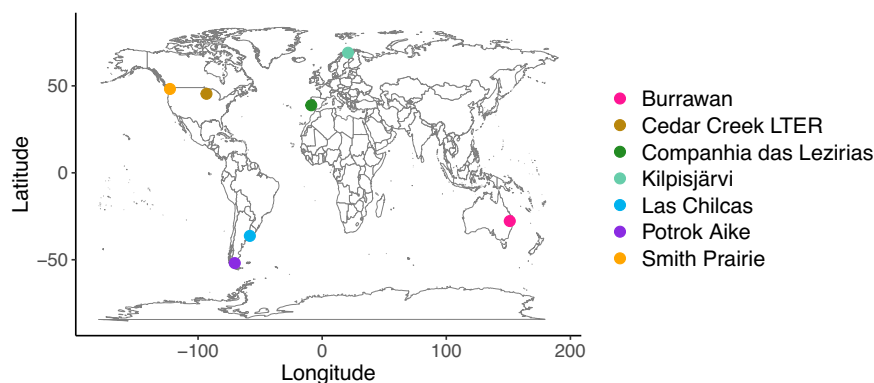 50
0
−50
Latitude
−100
0
100
200
Longitude
Burrawan
Cedar Creek LTER
Companhia das Lezirias
Kilpisjärvi
Las Chilcas
Potrok Aike
Smith Prairie